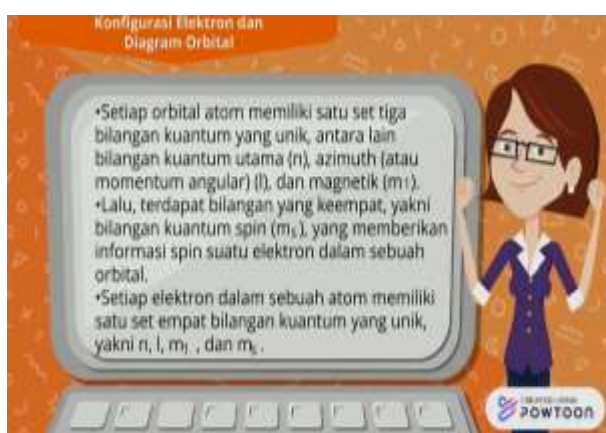 Konfigurasi Elektron dan
Diagram Orbital
•Setiap orbital atom memiliki satu set tiga
bilangan kuantum yang unik, antara lain
bilangan kuantum utama (n), azimuth (atau
momentum angular) (l), dan magnetik (m₁).
•Lalu, terdapat bilangan yang keempat, yakni
bilangan kuantum spin (mₛ), yang memberikan
informasi spin suatu elektron dalam sebuah
orbital.
•Setiap elektron dalam sebuah atom memiliki
satu set empat bilangan kuantum yang unik,
yakni n, l, mₗ , dan mₛ .
CREATED USING
POWTOON